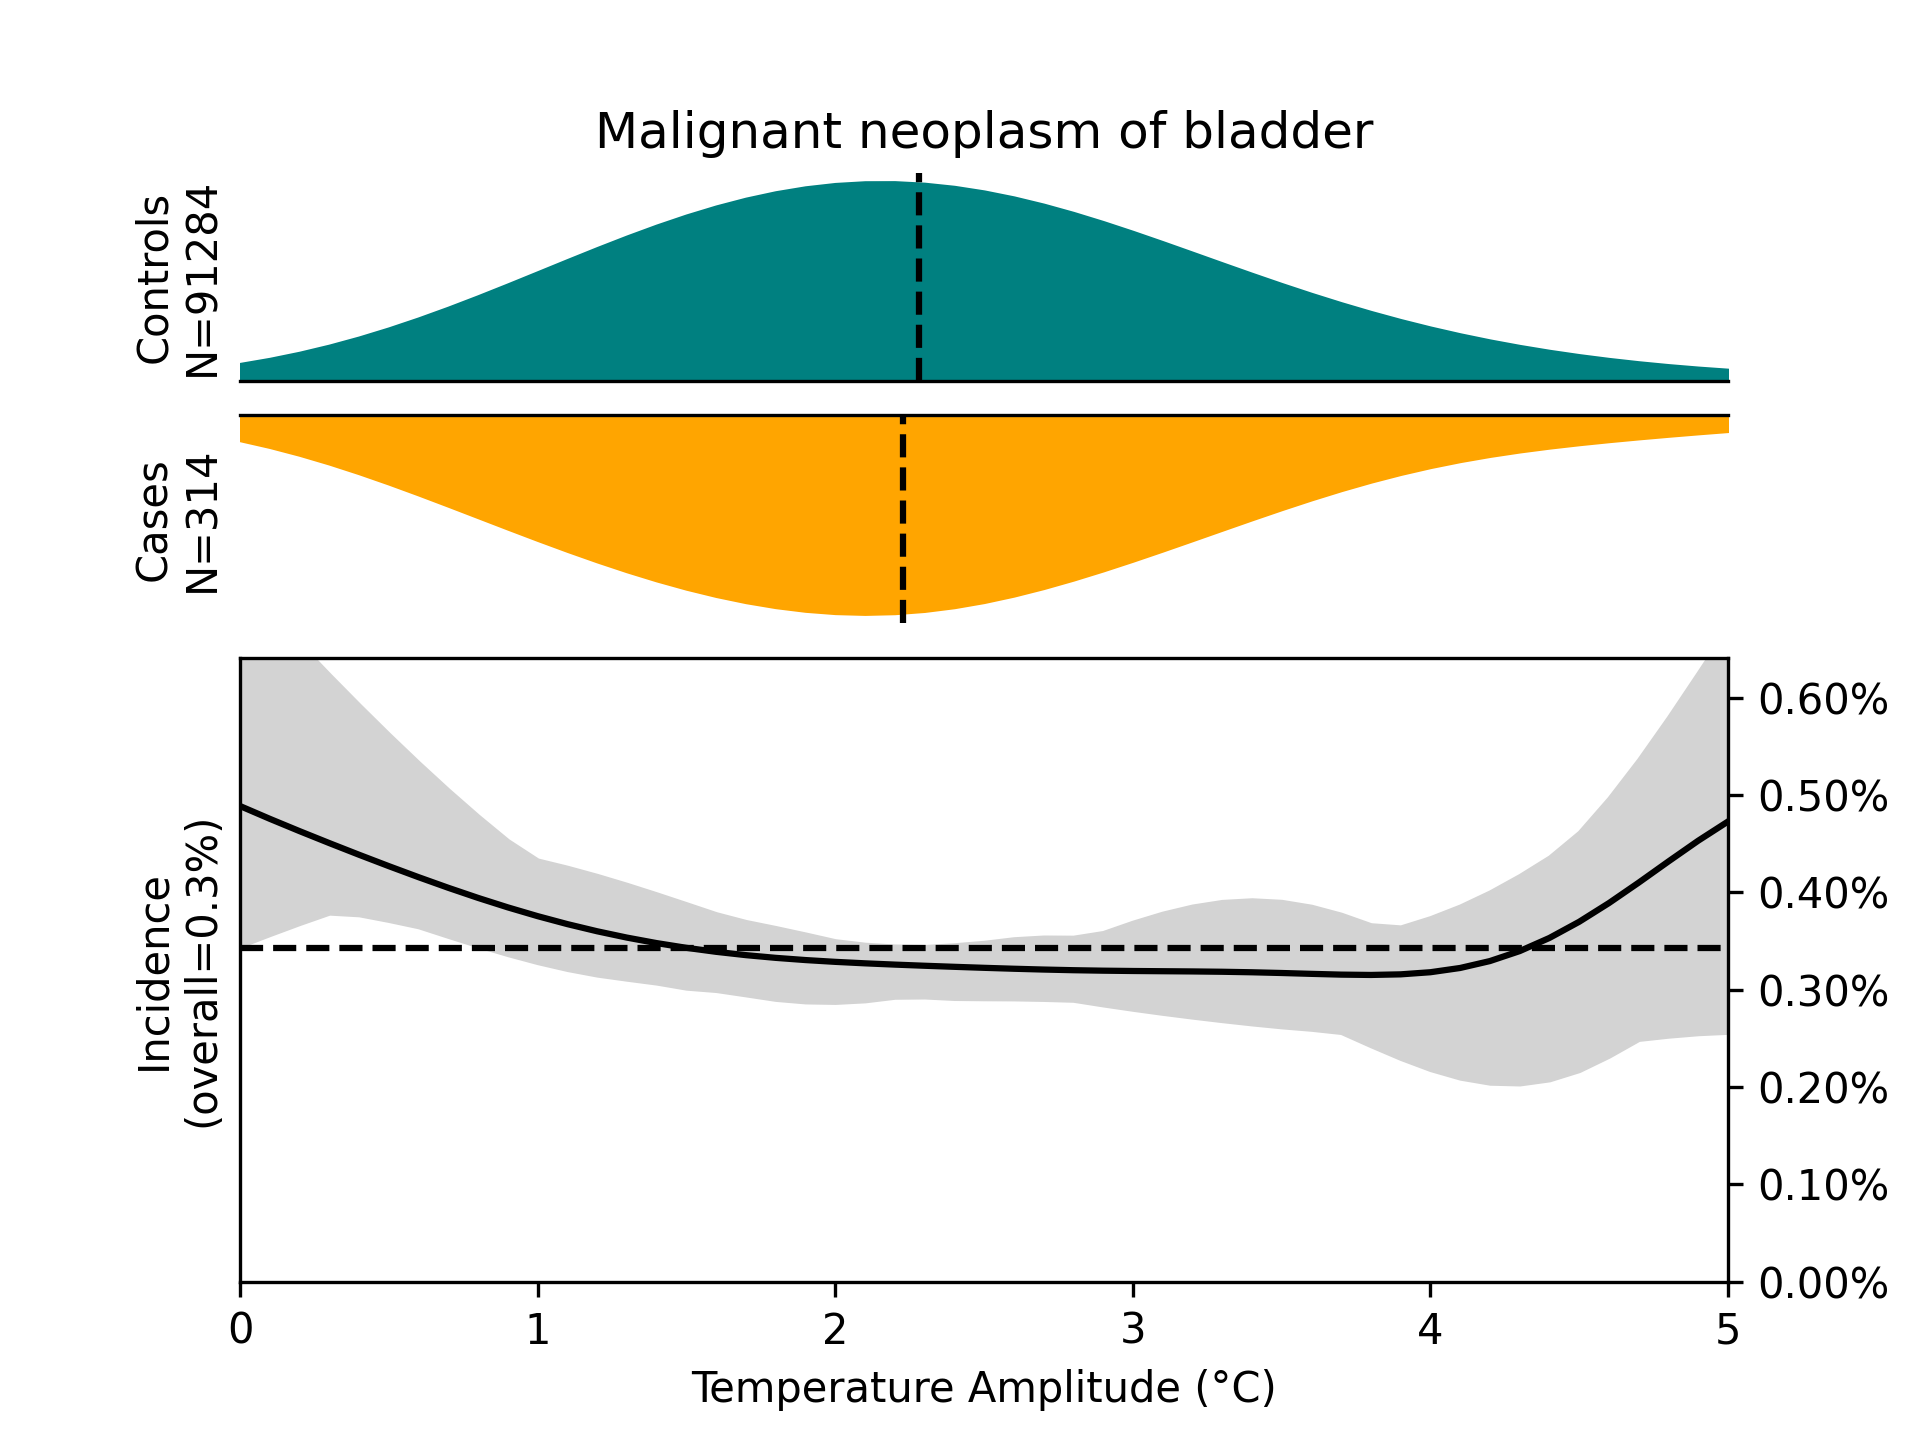 Malignant neoplasm of bladder
Controls
N=91284
Cases
N=314
Incidence
(overall=0.3%)
0.60%
0.50%
0.40%
0.30%
0.20%
0.10%
0.00%
0 1 2 3 4 5
Temperature Amplitude (°C)